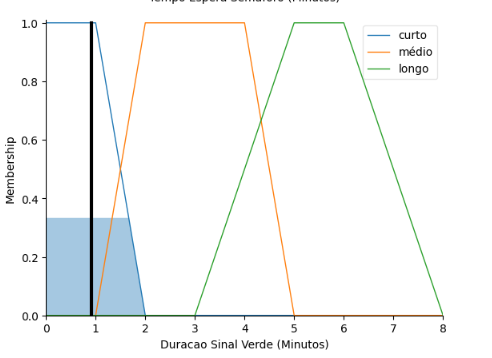 Tempo Espera Semaforo (Minutos)
1.0
0.8
0.6
0.4
0.2
0.0
Membership
curto
médio
longo
0 1 2 3 4 5 6 7 8
Duracao Sinal Verde (Minutos)